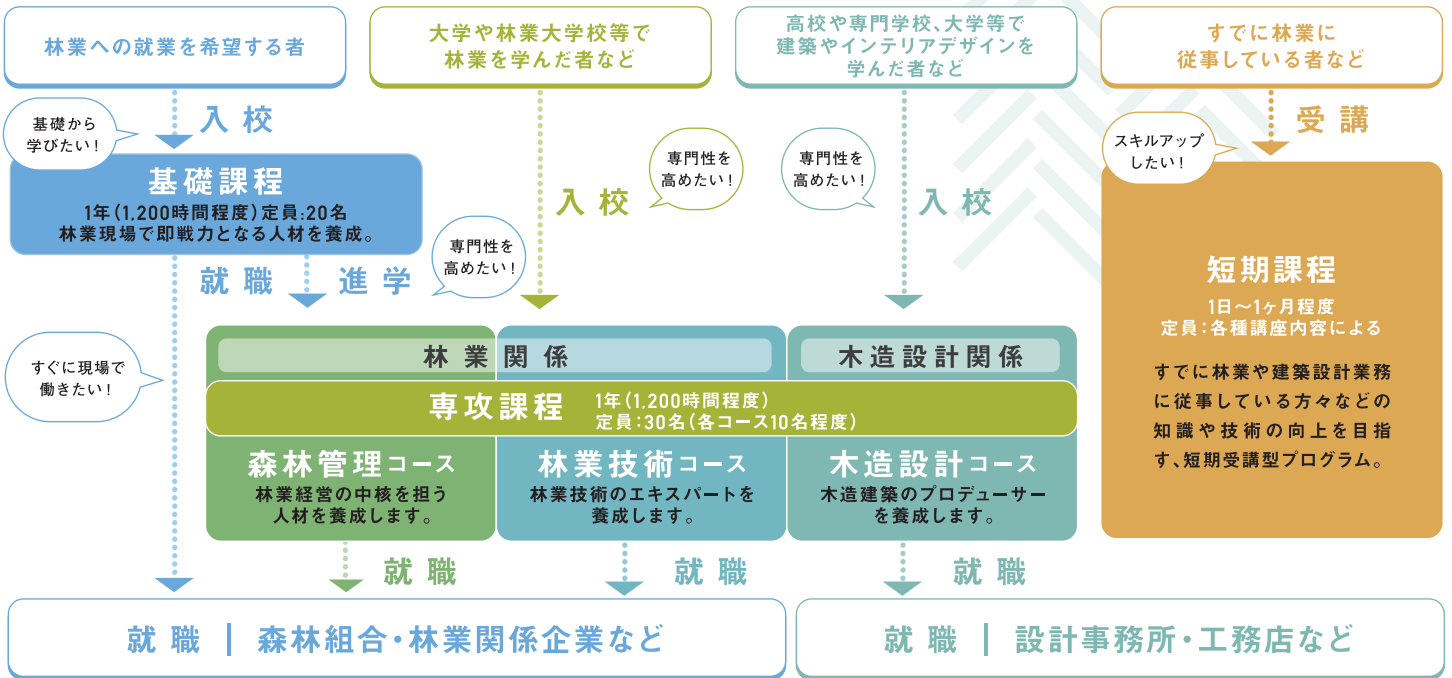 林業への就業を希望する者
大学や林業大学校等で
林業を学んだ者など
高校や専門学校、大学等で
建築やインテリアデザインを
学んだ者など
すでに林業に
従事している者など
入校
基礎から
学びたい!
基礎課程
1年(1,200時間程度)定員:20名
林業現場で即戦力となる人材を養成。
就職
進学
専門性を
高めたい!
すぐに現場で
働きたい!
入校
専門性を
高めたい!
専門性を
高めたい!
入校
受講
スキルアップ
したい!
短期課程
1日〜1ヶ月程度
定員:各種講座内容による
すでに林業や建築設計業務
に従事している方々などの
知識や技術の向上を目指
す、短期受講型プログラム。
林業関係
木造設計関係
専攻課程
1年(1,200時間程度)
定員:30名(各コース10名程度)
森林管理コース
林業経営の中核を担う
人材を養成します。
林業技術コース
林業技術のエキスパートを
養成します。
木造設計コース
木造建築のプロデューサー
を養成します。
就職
就職
就職
就職|森林組合・林業関係企業など
就職|設計事務所・工務店など